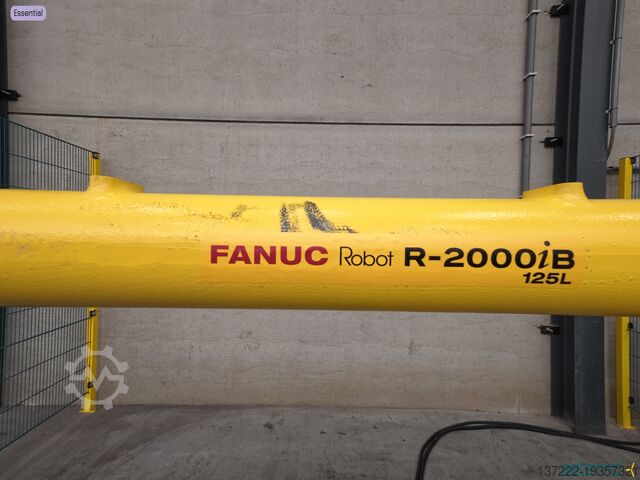 Essential
FANUC Robot R-2000iB
125L